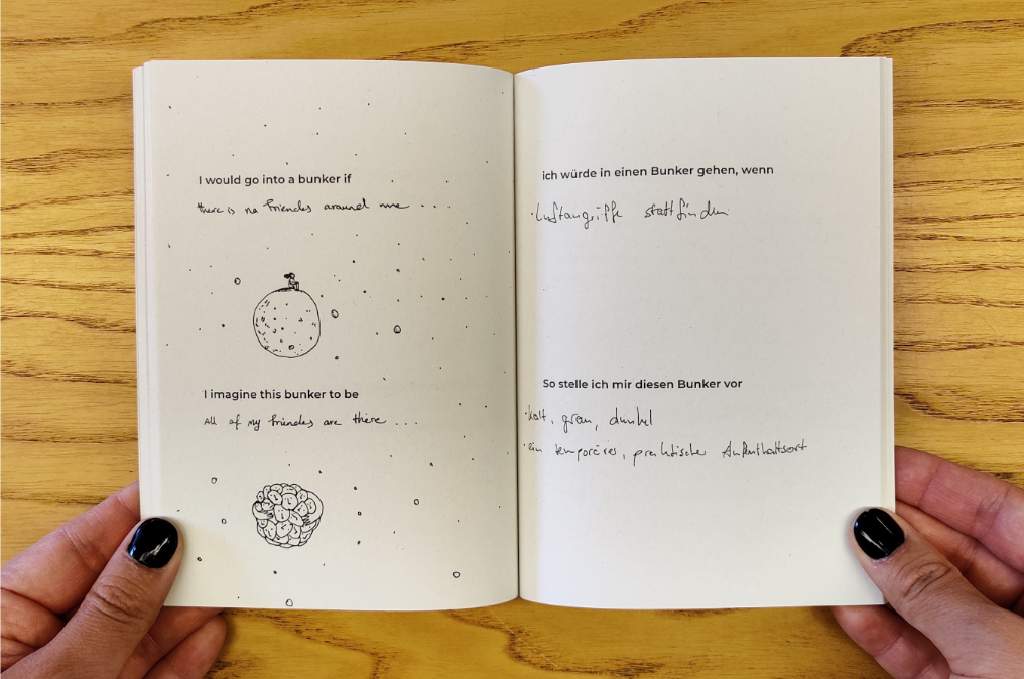 I would go into a bunker if
there is no friends around me ...
I imagine this bunker to be
All of my friends are there ...
ich würde in einen Bunker gehen, wenn
· Luftangriffe stattfinden
So stelle ich mir diesen Bunker vor
· kalt, grau, dunkel
· ein temporäres, praktischer Aufenthaltsort